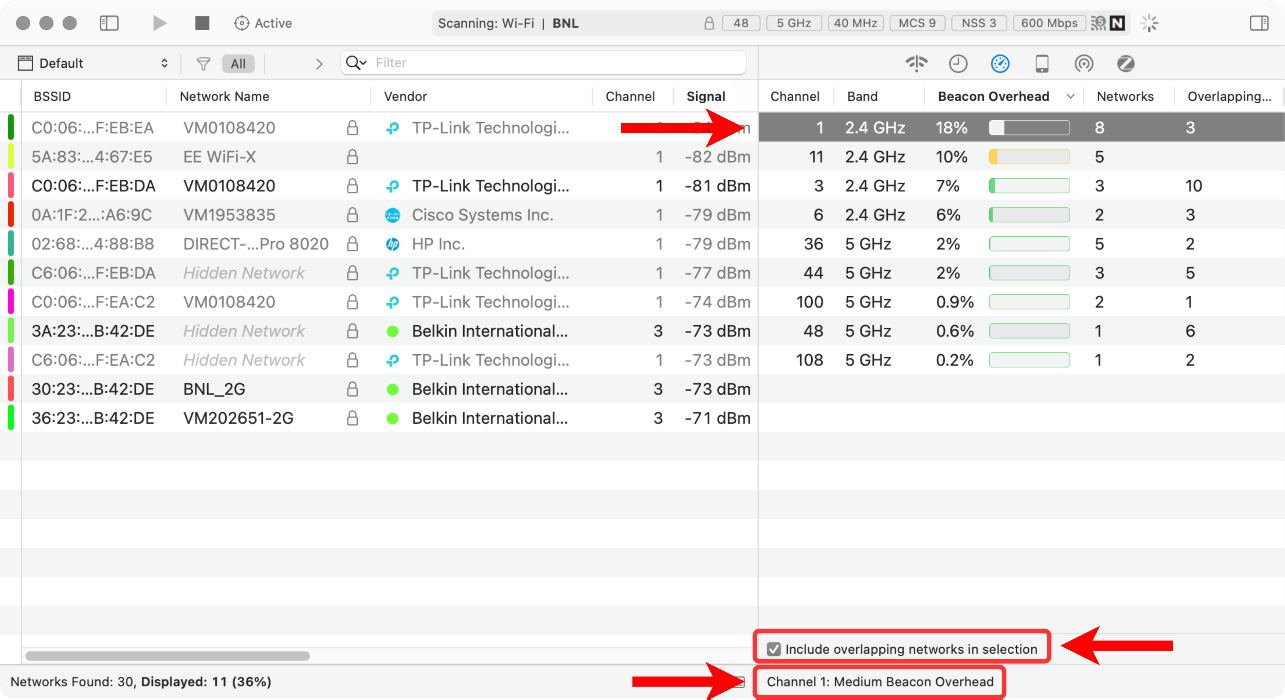 Active
Scanning: Wi-Fi | BNL
48
5 GHz
40 MHz
MCS 9
NSS 3
600 Mbps
N
Default
All
Filter
BSSID Network Name Vendor Channel Signal
C0:06:...F:EB:EA VM0108420 TP-Link Technologi...
5A:83:...4:67:E5 EE WiFi-X 1 -82 dBm
C0:06:...F:EB:DA VM0108420 TP-Link Technologi... 1 -81 dBm
0A:1F:2...:A6:9C VM1953835 Cisco Systems Inc. 1 -79 dBm
02:68:...4:88:B8 DIRECT-...Pro 8020 hp HP Inc. 1 -79 dBm
C6:06:...F:EB:DA Hidden Network TP-Link Technologi... 1 -77 dBm
C0:06:...F:EA:C2 VM0108420 TP-Link Technologi... 1 -74 dBm
3A:23:...B:42:DE Hidden Network Belkin International... 3 -73 dBm
C6:06:...F:EA:C2 Hidden Network TP-Link Technologi... 1 -73 dBm
30:23:...B:42:DE BNL_2G Belkin International... 3 -73 dBm
36:23:...B:42:DE VM202651-2G Belkin International... 3 -71 dBm
Channel Band Beacon Overhead Networks Overlapping...
1 2.4 GHz 18% 8 3
11 2.4 GHz 10% 5
3 2.4 GHz 7% 3 10
6 2.4 GHz 6% 2 3
36 5 GHz 2% 5 2
44 5 GHz 2% 3 5
100 5 GHz 0.9% 2 1
48 5 GHz 0.6% 1 6
108 5 GHz 0.2% 1 2
Include overlapping networks in selection
Networks Found: 30, Displayed: 11 (36%)
Channel 1: Medium Beacon Overhead